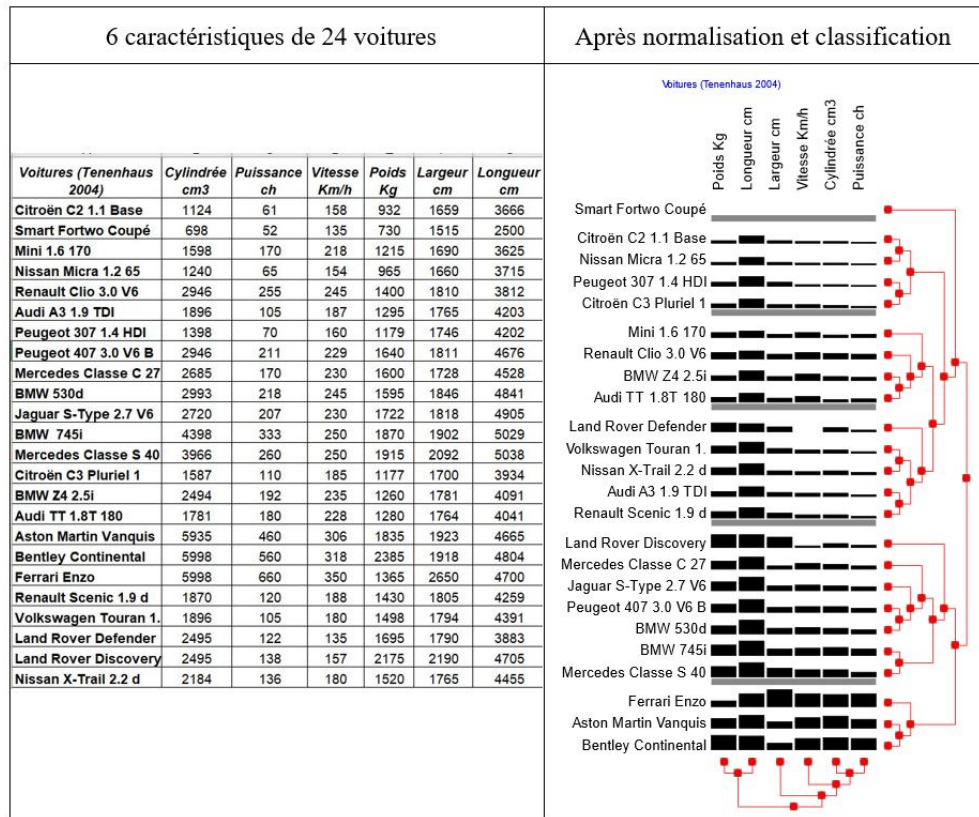 6 caractéristiques de 24 voitures
Voitures (Tenenhaus 2004) Cylindrée cm3 Puissance ch Vitesse Km/h Poids Kg Largeur cm Longueur cm
Citroën C2 1.1 Base 1124 61 158 932 1659 3666
Smart Fortwo Coupé 698 52 135 730 1515 2500
Mini 1.6 170 1598 170 218 1215 1690 3625
Nissan Micra 1.2 65 1240 65 154 965 1660 3715
Renault Clio 3.0 V6 2946 255 245 1400 1810 3812
Audi A3 1.9 TDI 1896 105 187 1295 1765 4203
Peugeot 307 1.4 HDI 1398 70 160 1179 1746 4202
Peugeot 407 3.0 V6 B 2946 211 229 1640 1811 4676
Mercedes Classe C 27 2685 170 230 1600 1728 4528
BMW 530d 2993 218 245 1595 1846 4841
Jaguar S-Type 2.7 V6 2720 207 230 1722 1818 4905
BMW 745i 4398 333 250 1870 1902 5029
Mercedes Classe S 40 3966 260 250 1915 2092 5038
Citroën C3 Pluriel 1 1587 110 185 1177 1700 3934
BMW Z4 2.5i 2494 192 235 1260 1781 4091
Audi TT 1.8T 180 1781 180 228 1280 1764 4041
Aston Martin Vanquis 5935 460 306 1835 1923 4665
Bentley Continental 5998 560 318 2385 1918 4804
Ferrari Enzo 5998 660 350 1365 2650 4700
Renault Scenic 1.9 d 1870 120 188 1430 1805 4259
Volkswagen Touran 1. 1896 105 180 1498 1794 4391
Land Rover Defender 2495 122 135 1695 1790 3883
Land Rover Discovery 2495 138 157 2175 2190 4705
Nissan X-Trail 2.2 d 2184 136 180 1520 1765 4455
Après normalisation et classification
Voitures (Tenenhaus 2004)
Poids Kg
Longueur cm
Largeur cm
Vitesse Km/h
Cylindrée cm3
Puissance ch
Smart Fortwo Coupé
Citroën C2 1.1 Base
Nissan Micra 1.2 65
Peugeot 307 1.4 HDI
Citroën C3 Pluriel 1
Mini 1.6 170
Renault Clio 3.0 V6
BMW Z4 2.5i
Audi TT 1.8T 180
Land Rover Defender
Volkswagen Touran 1.
Nissan X-Trail 2.2 d
Audi A3 1.9 TDI
Renault Scenic 1.9 d
Land Rover Discovery
Mercedes Classe C 27
Jaguar S-Type 2.7 V6
Peugeot 407 3.0 V6 B
BMW 530d
BMW 745i
Mercedes Classe S 40
Ferrari Enzo
Aston Martin Vanquis
Bentley Continental